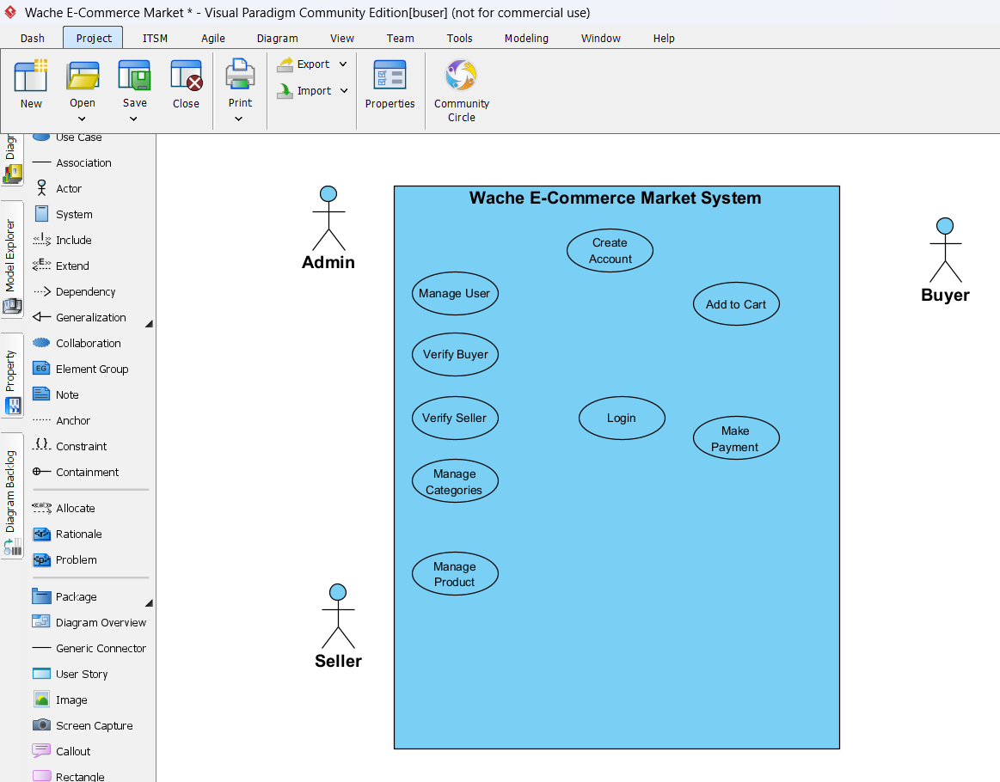 Wache E-Commerce Market * - Visual Paradigm Community Edition[buser] (not for commercial use)
Dash Project ITSM Agile Diagram View Team Tools Modeling Window Help
New
Open
Save
Close
Print
Export
Import
Properties
Community
Circle
Diagr
Model Explorer
Property
Diagram Backlog
Use Case
Association
Actor
System
Include
Extend
Dependency
Generalization
Collaboration
EG Element Group
Note
Anchor
Constraint
Containment
Allocate
Rationale
Problem
Package
Diagram Overview
Generic Connector
User Story
Image
Screen Capture
Callout
Rectangle
Wache E-Commerce Market System
Admin
Buyer
Seller
Create
Account
Manage User
Add to Cart
Verify Buyer
Verify Seller
Login
Make
Payment
Manage
Categories
Manage
Product